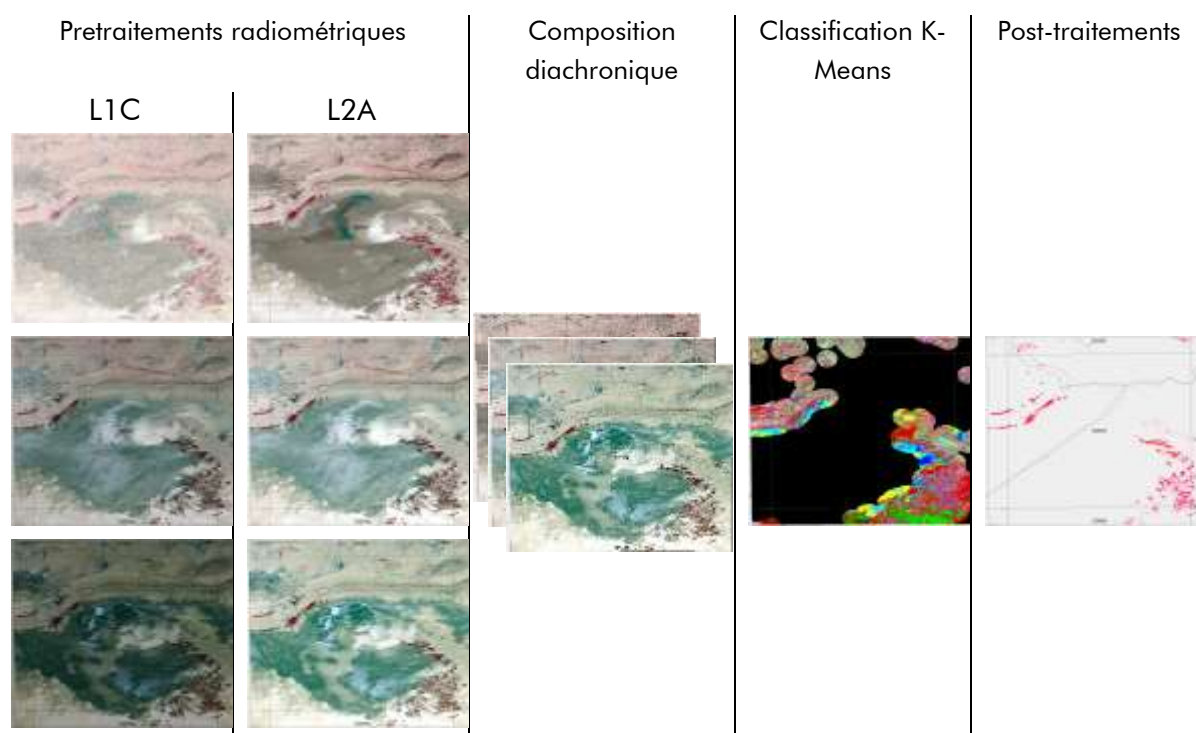 Pretraitements radiométriques
Composition
diachronique
Classification K-
Means
Post-traitements
L1C
L2A